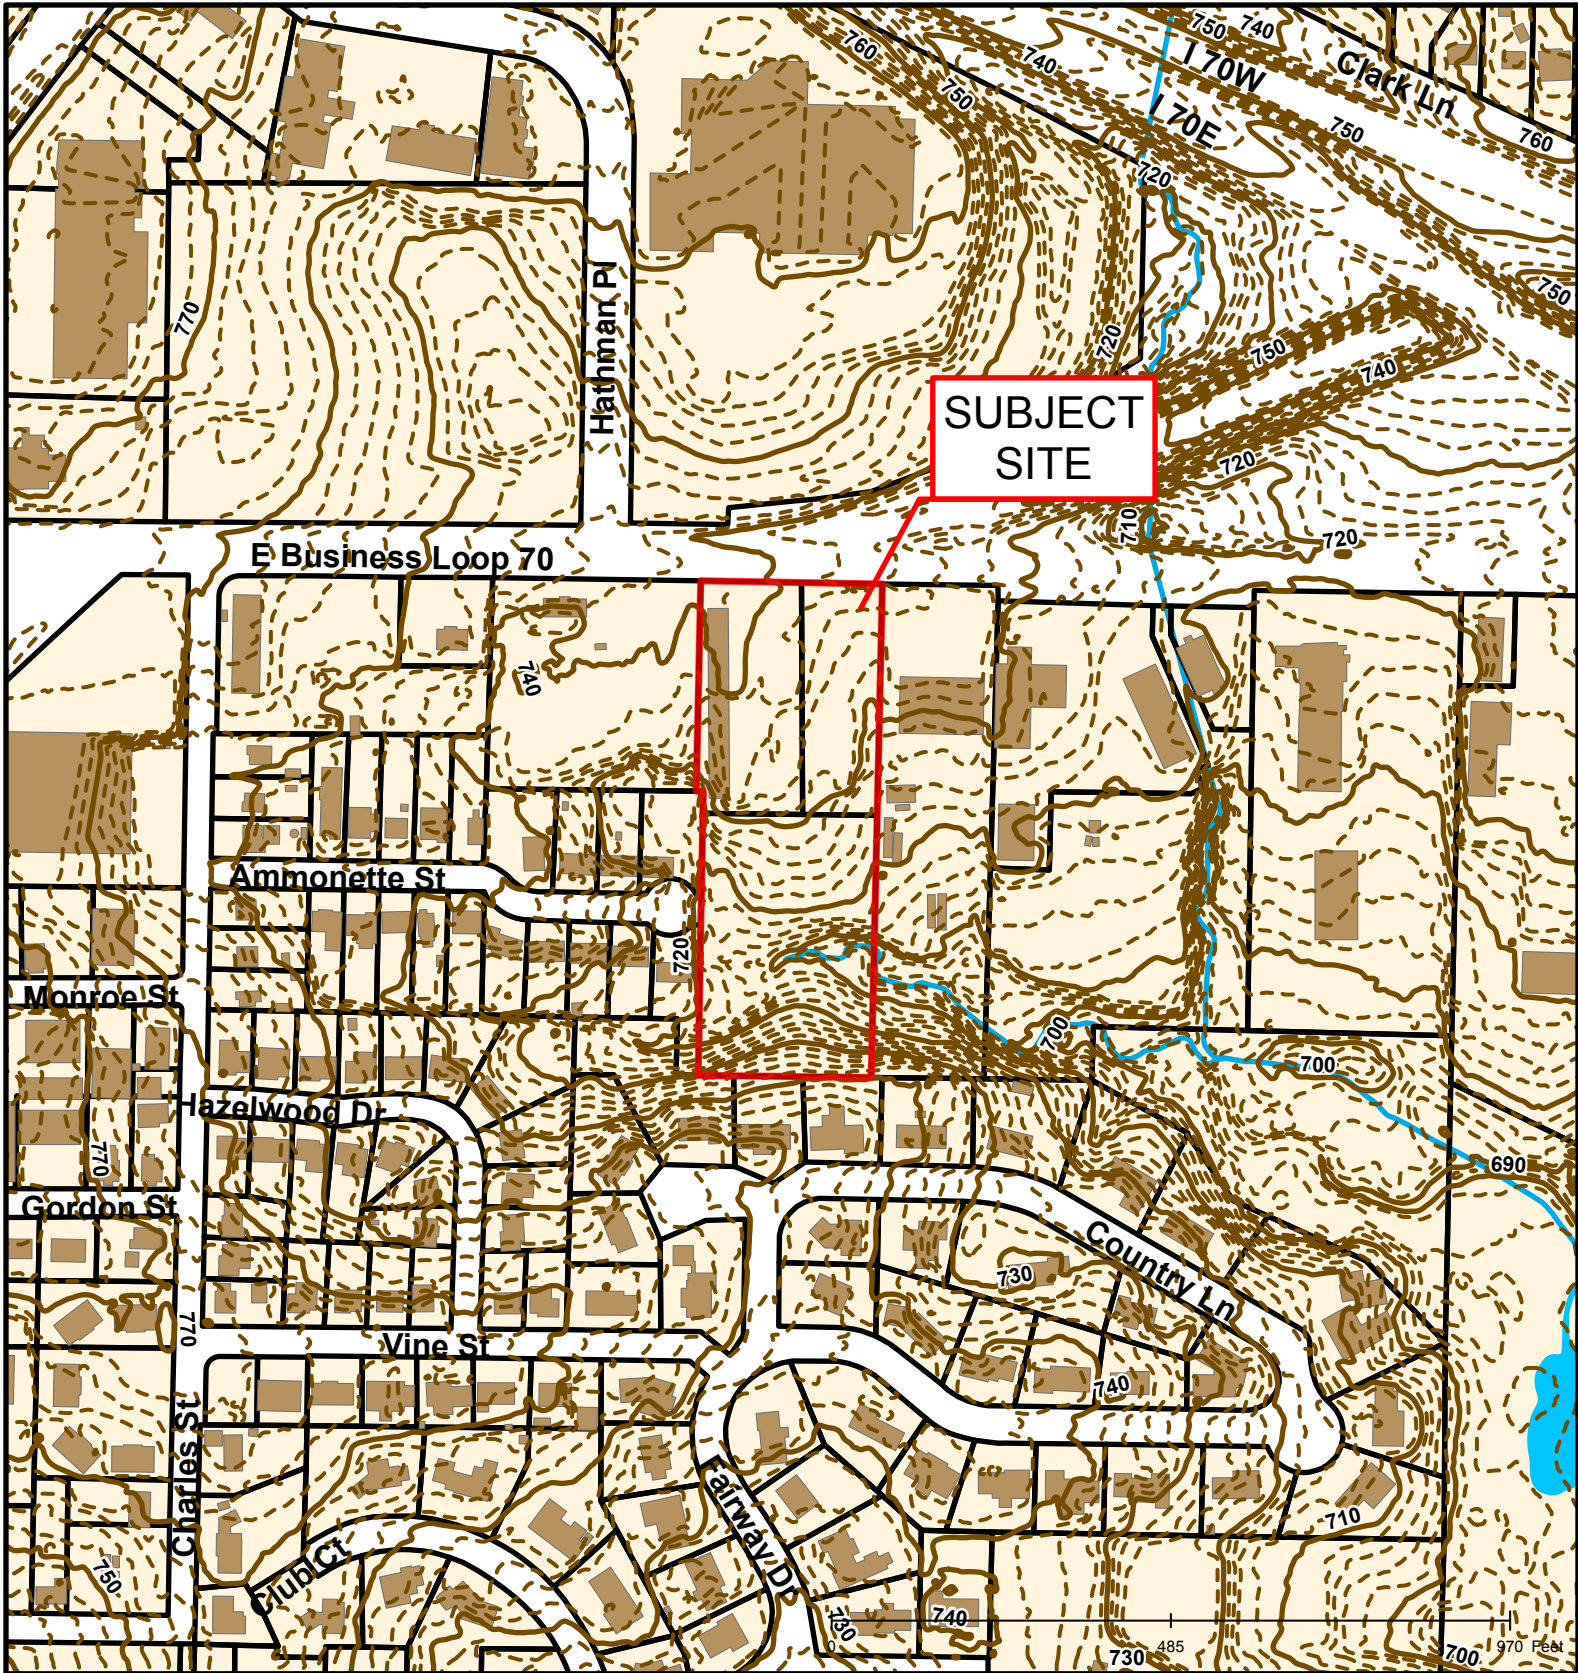 760
750
740
750
740
I 70W
Clark Ln
I 70E
750
760
720
770
Hathman Pl
720
750
750
740
SUBJECT
SITE
720
710
720
E Business Loop 70
740
Ammonette St
720
Monroe St
700
700
Hazelwood Dr
770
690
Gordon St
Country Ln
730
770
Vine St
740
Charles St
Fairway Dr
710
750
Club Ct
730
740
0
485
970 Feet
730
700